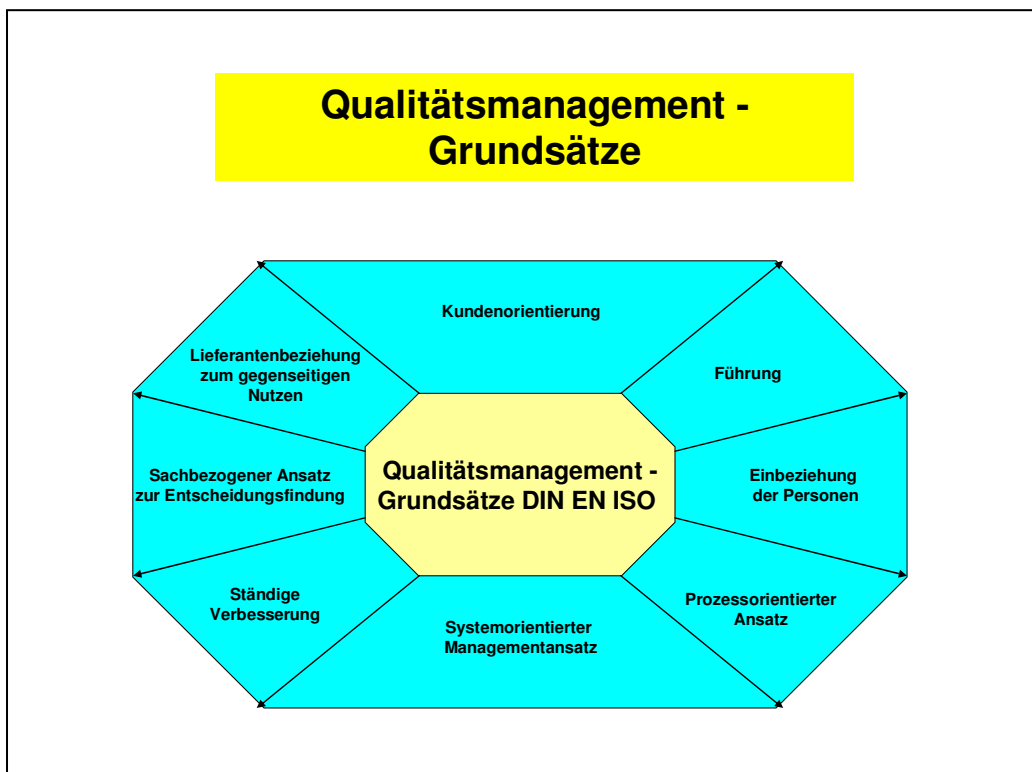 Qualitätsmanagement -
Grundsätze
Kundenorientierung
Führung
Einbeziehung
der Personen
Prozessorientierter
Ansatz
Systemorientierter
Managementansatz
Ständige
Verbesserung
Sachbezogener Ansatz
zur Entscheidungsfindung
Lieferantenbeziehung
zum gegenseitigen
Nutzen
Qualitätsmanagement -
Grundsätze DIN EN ISO